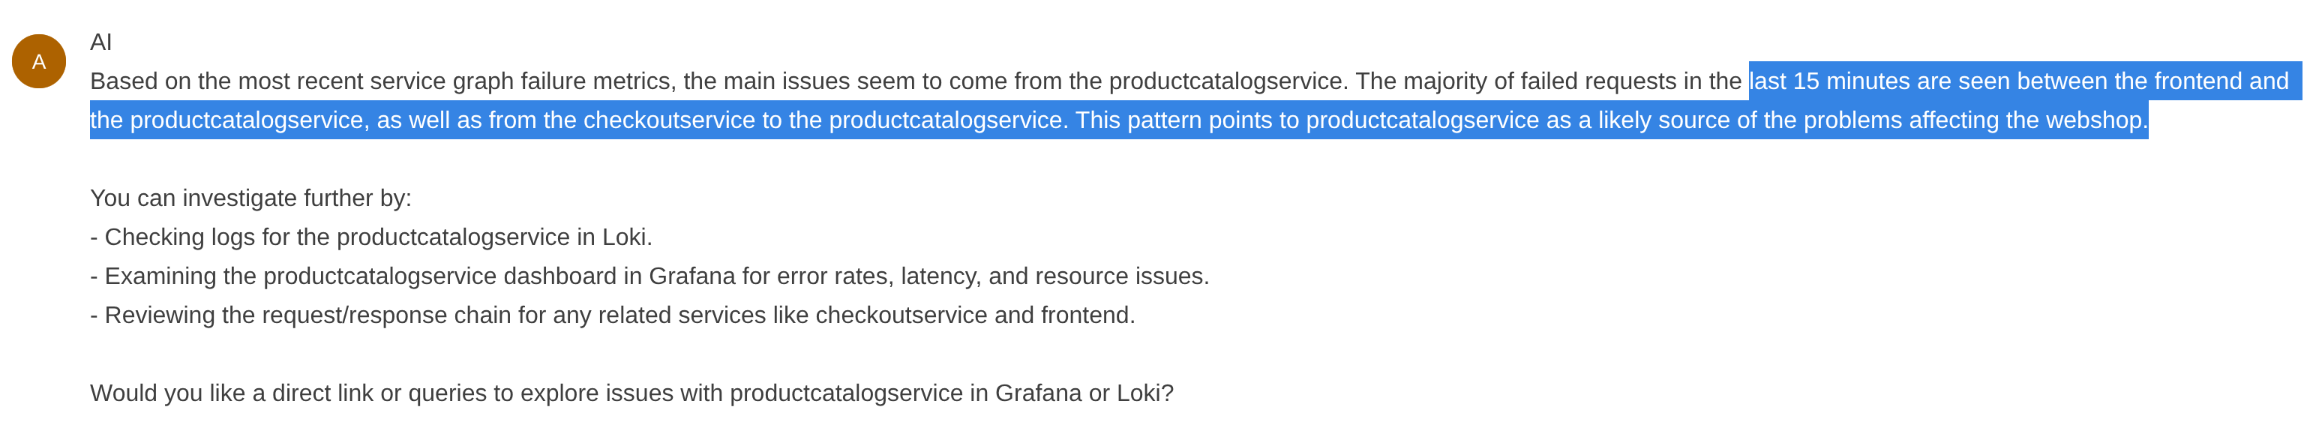 A
AI
Based on the most recent service graph failure metrics, the main issues seem to come from the productcatalogservice. The majority of failed requests in the last 15 minutes are seen between the frontend and
the productcatalogservice, as well as from the checkoutservice to the productcatalogservice. This pattern points to productcatalogservice as a likely source of the problems affecting the webshop.
You can investigate further by:
- Checking logs for the productcatalogservice in Loki.
- Examining the productcatalogservice dashboard in Grafana for error rates, latency, and resource issues.
- Reviewing the request/response chain for any related services like checkoutservice and frontend.
Would you like a direct link or queries to explore issues with productcatalogservice in Grafana or Loki?